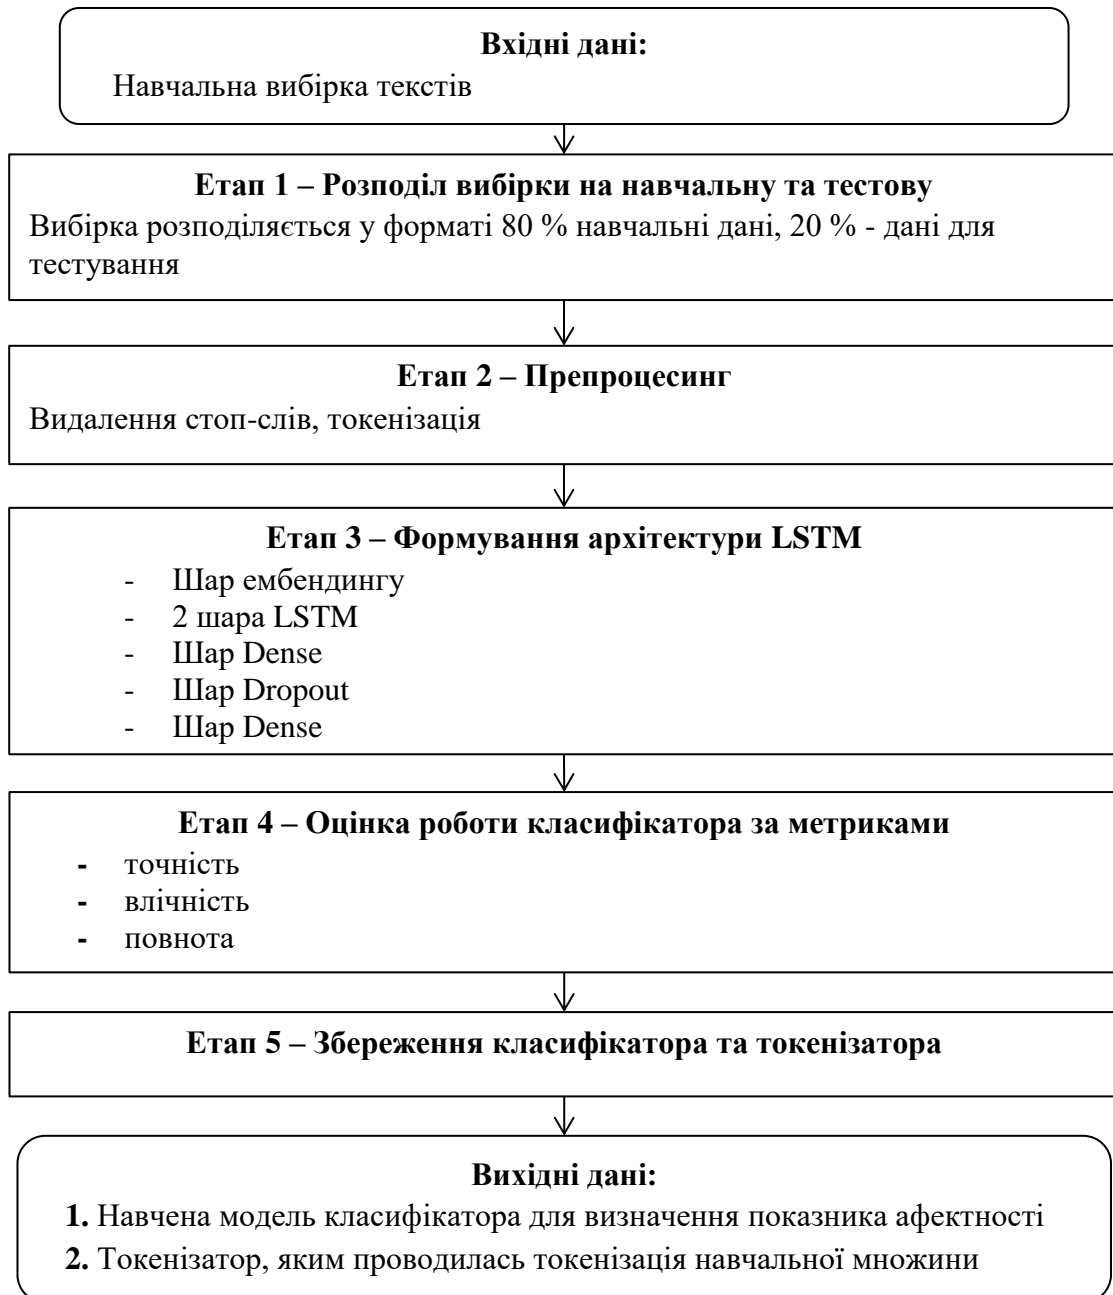 Вхідні дані:
Навчальна вибірка текстів
Етап 1 – Розподіл вибірки на навчальну та тестову
Вибірка розподіляється у форматі 80 % навчальні дані, 20 % - дані для
тестування
Етап 2 – Препроцесинг
Видалення стоп-слів, токенізація
Етап 3 – Формування архітектури LSTM
- Шар ембендингу
- 2 шара LSTM
- Шар Dense
- Шар Dropout
- Шар Dense
Етап 4 – Оцінка роботи класифікатора за метриками
- точність
- влічність
- повнота
Етап 5 – Збереження класифікатора та токенізатора
Вихідні дані:
1. Навчена модель класифікатора для визначення показника афектності
2. Токенізатор, яким проводилась токенізація навчальної множини